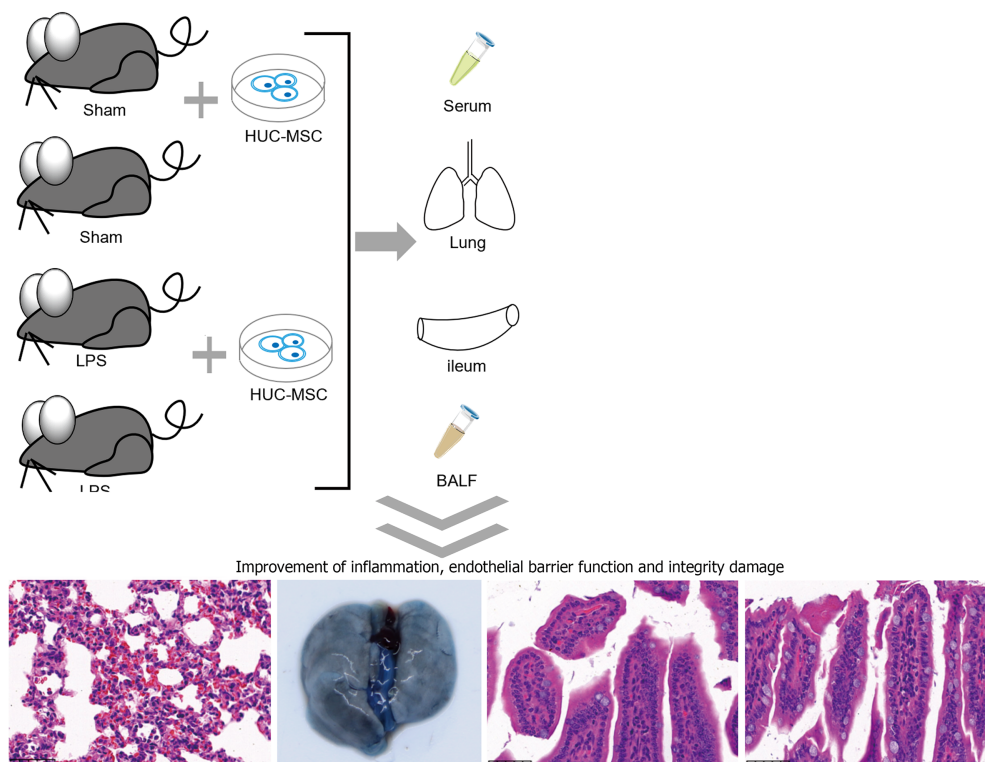 Sham
HUC-MSC
Sham
LPS
HUC-MSC
LPS
Serum
Lung
ileum
BALF
Improvement of inflammation, endothelial barrier function and integrity damage